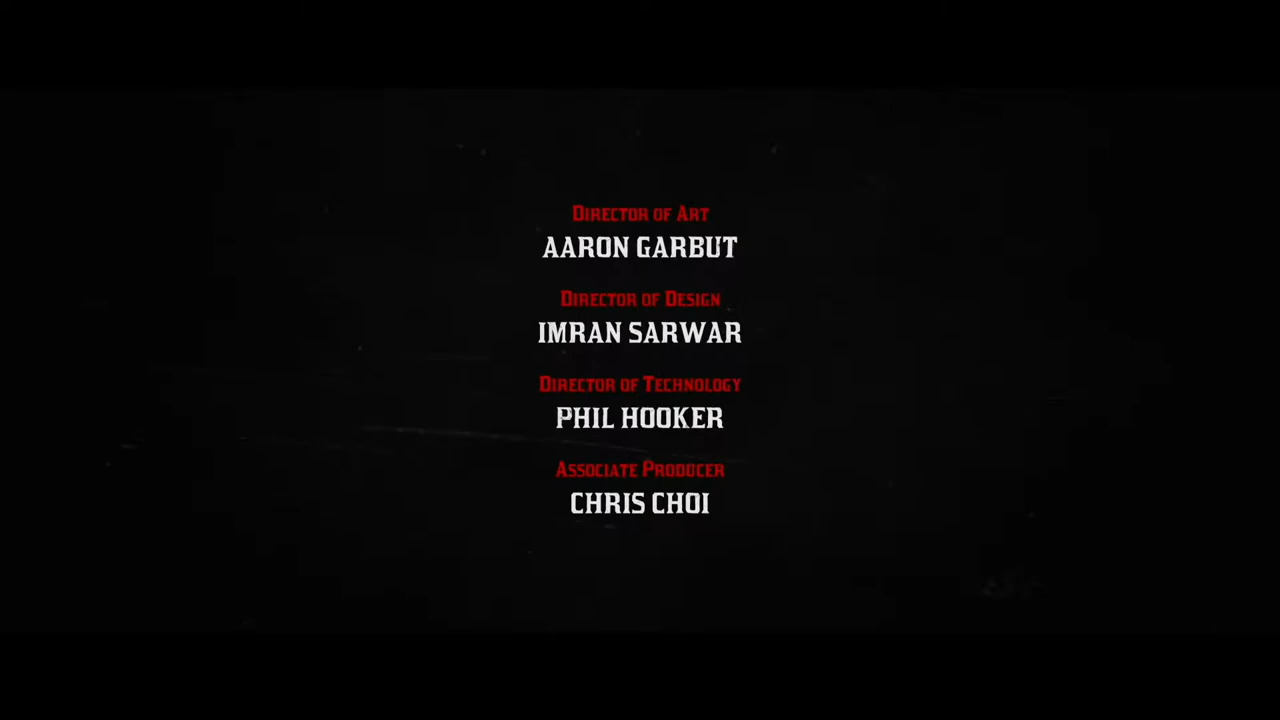 Director of Art
AARON GARBUT
Director of Design
IMRAN SARWAR
Director of Technology
PHIL HOOKER
Associate Producer
CHRIS CHOI